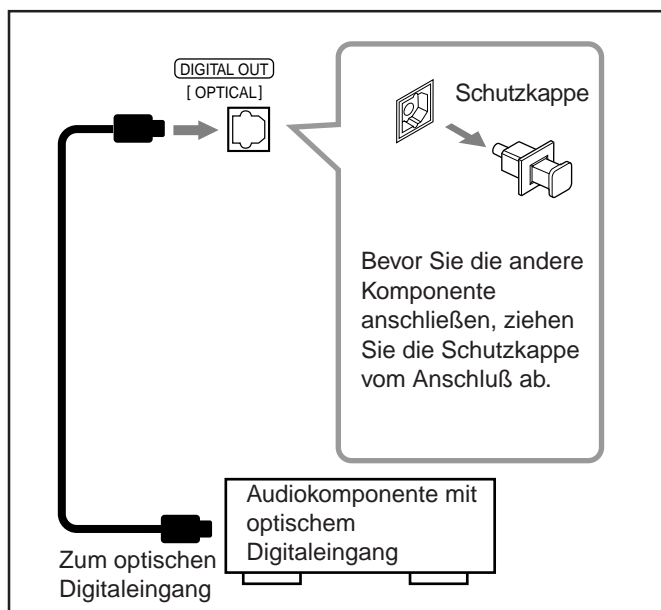 DIGITAL OUT
[ OPTICAL]
Schutzkappe
Bevor Sie die andere
Komponente
anschließen, ziehen
Sie die Schutzkappe
vom Anschluß ab.
Audiokomponente mit
optischem
Digitaleingang
Zum optischen
Digitaleingang